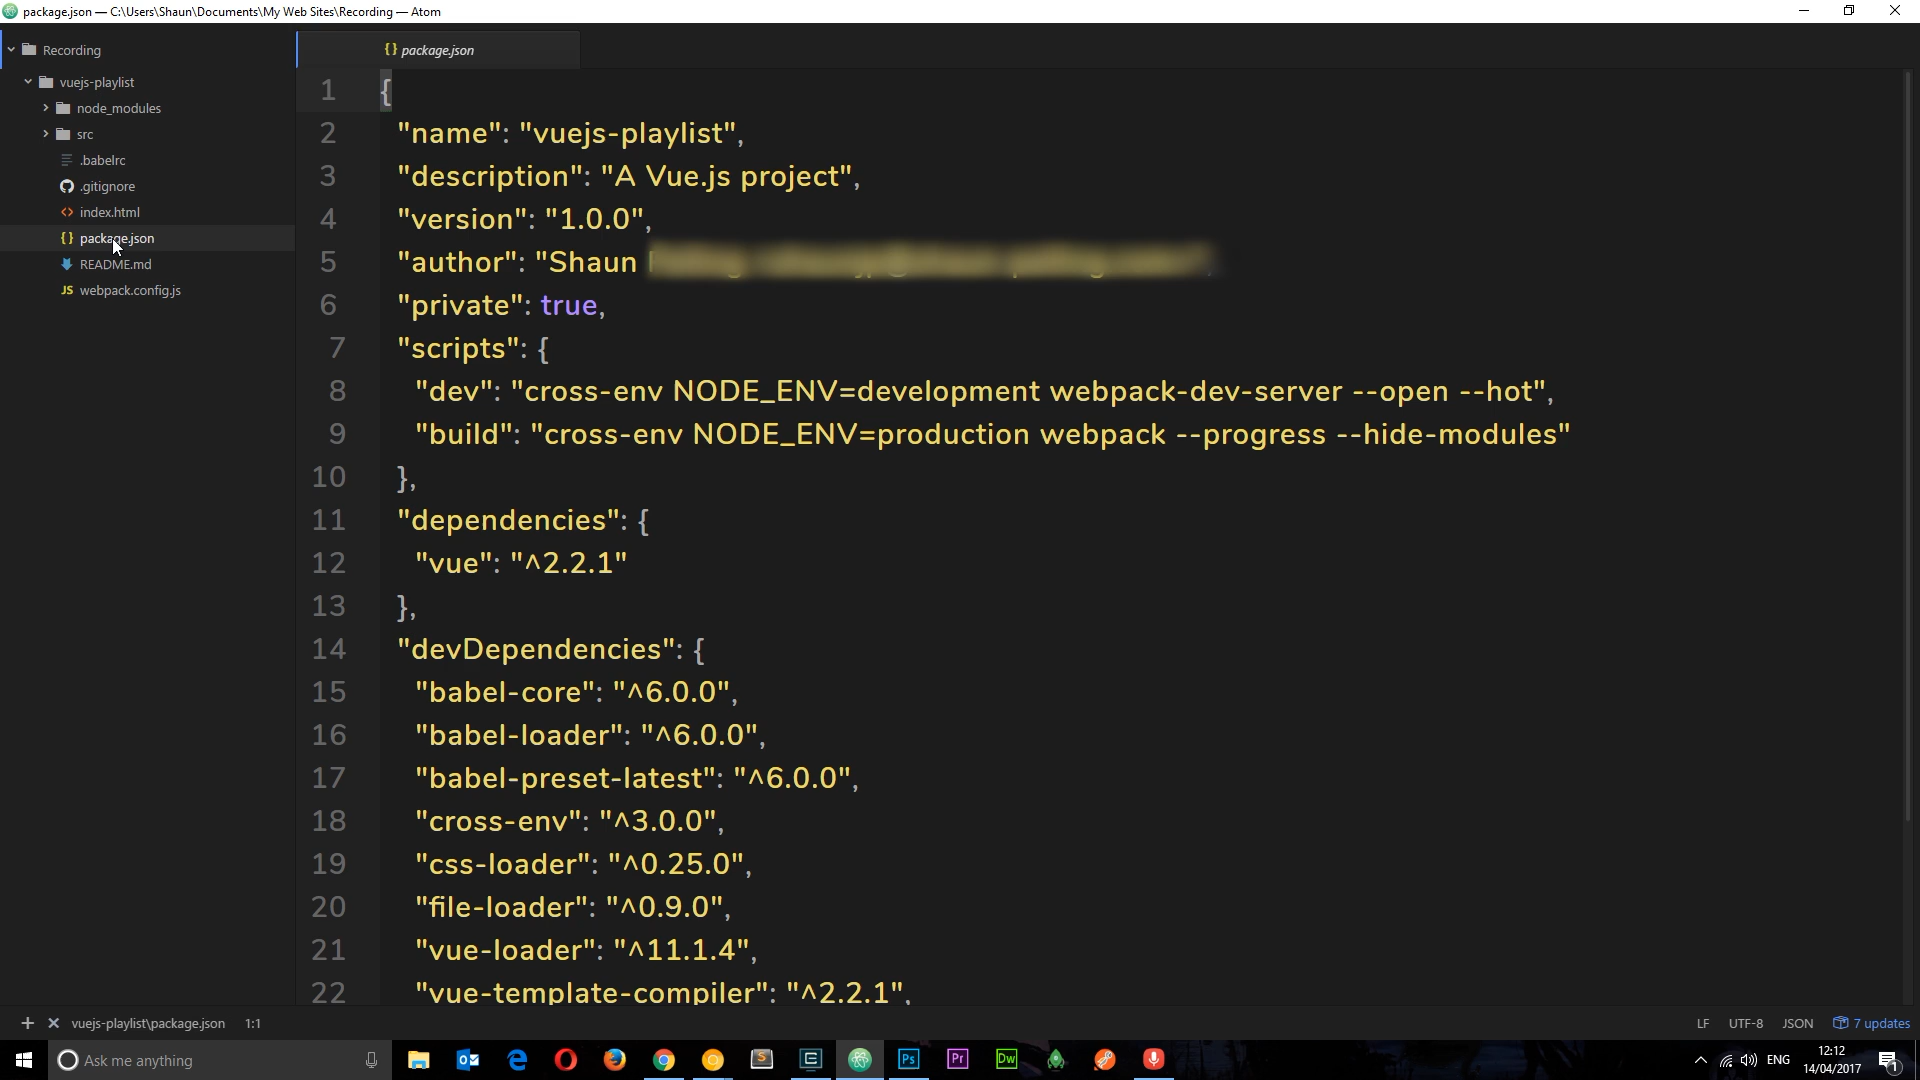 package.json — C:\Users\Shaun\Documents\My Web Sites\Recording — Atom
Recording
vuejs-playlist
node_modules
src
.babelrc
.gitignore
index.html
package.json
README.md
JS webpack.config.js
{} package.json
1 {
2 "name": "vuejs-playlist",
3 "description": "A Vue.js project",
4 "version": "1.0.0",
5 "author": "Shaun
6 "private": true,
7 "scripts": {
8 "dev": "cross-env NODE_ENV=development webpack-dev-server --open --hot",
9 "build": "cross-env NODE_ENV=production webpack --progress --hide-modules"
10 },
11 "dependencies": {
12 "vue": "^2.2.1"
13 },
14 "devDependencies": {
15 "babel-core": "^6.0.0",
16 "babel-loader": "^6.0.0",
17 "babel-preset-latest": "^6.0.0",
18 "cross-env": "^3.0.0",
19 "css-loader": "^0.25.0",
20 "file-loader": "^0.9.0",
21 "vue-loader": "^11.1.4",
22 "vue-template-compiler": "^2.2.1",
vuejs-playlist\package.json 1:1 LF UTF-8 JSON 7 updates
Ask me anything
Ps Pr Dw
ENG
12:12
14/04/2017
1